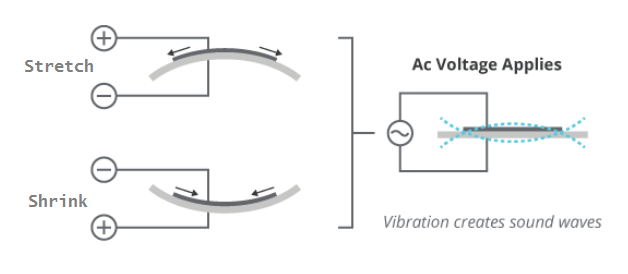 Stretch
Shrink
Ac Voltage Applies
Vibration creates sound waves